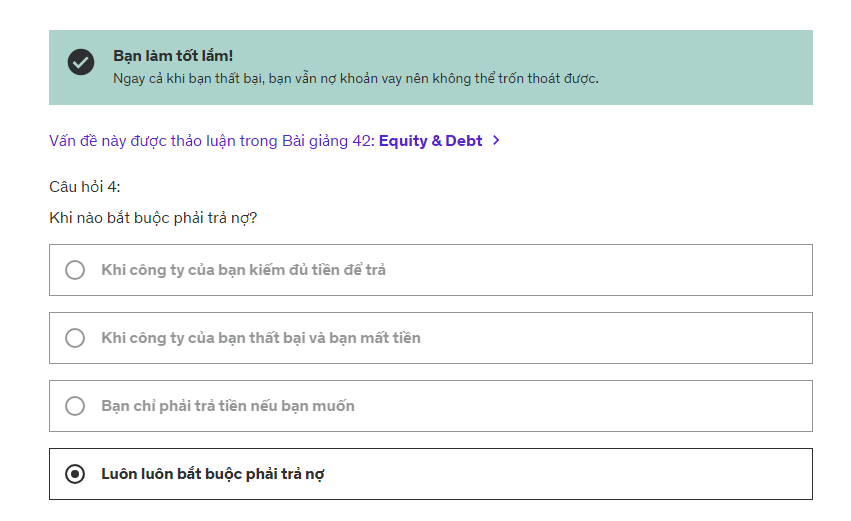 Bạn làm tốt lắm!
Ngay cả khi bạn thất bại, bạn vẫn nợ khoản vay nên không thể trốn thoát được.
Vấn đề này được thảo luận trong Bài giảng 42: Equity & Debt
Câu hỏi 4:
Khi nào bắt buộc phải trả nợ?
Khi công ty của bạn kiếm đủ tiền để trả
Khi công ty của bạn thất bại và bạn mất tiền
Bạn chỉ phải trả tiền nếu bạn muốn
Luôn luôn bắt buộc phải trả nợ